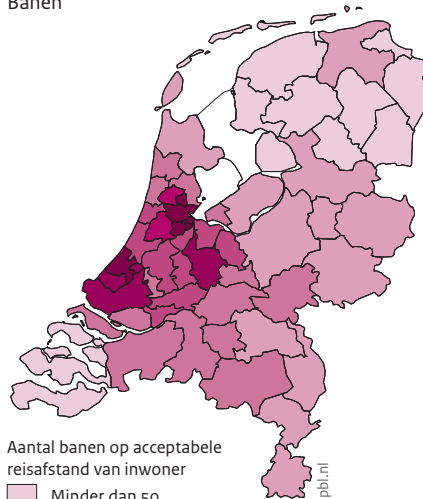 Banen
Aantal banen op acceptabele
reisafstand van inwoner
Minder dan 50
pbl.nl